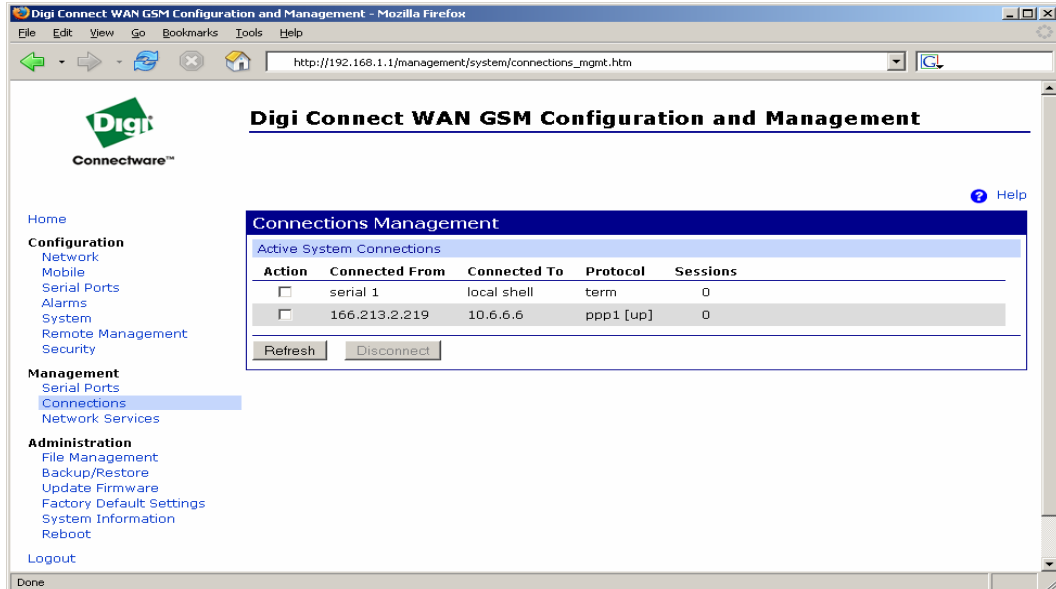 Digi Connect WAN GSM Configuration and Management - Mozilla Firefox
File Edit View Go Bookmarks Tools Help
http://192.168.1.1/management/system/connections_mgmt.htm
G
Digi
Connectware™
Digi Connect WAN GSM Configuration and Management
? Help
Home
Configuration
Network
Mobile
Serial Ports
Alarms
System
Remote Management
Security
Management
Serial Ports
Connections
Network Services
Administration
File Management
Backup/Restore
Update Firmware
Factory Default Settings
System Information
Reboot
Logout
Connections Management
Active System Connections
Action Connected From Connected To Protocol Sessions
serial 1 local shell term 0
166.213.2.219 10.6.6.6 ppp1 [up] 0
Refresh Disconnect
Done